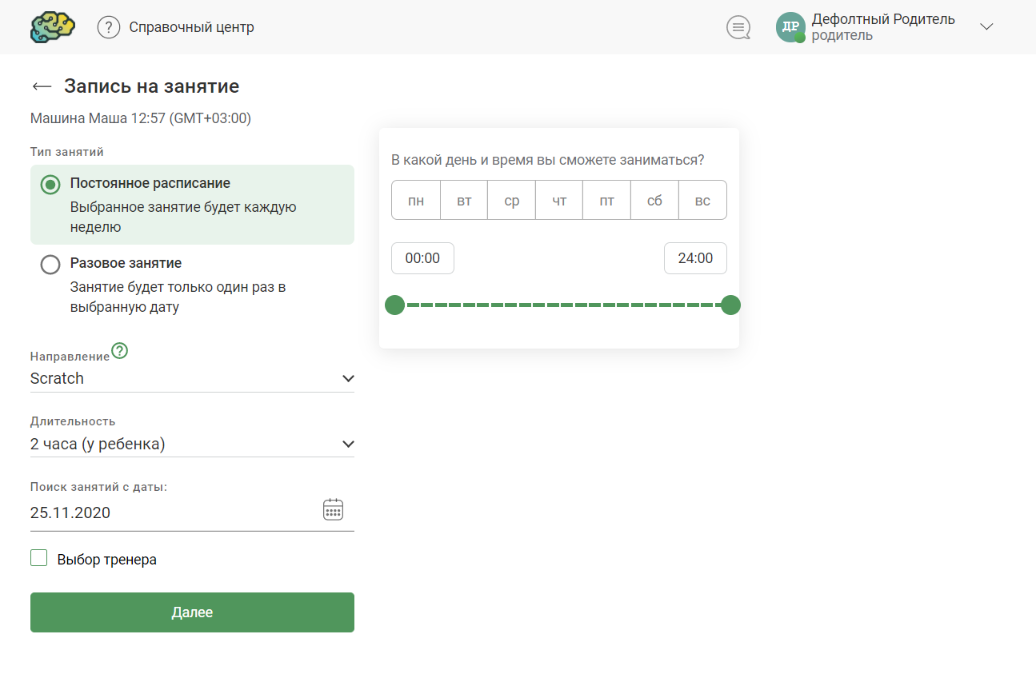 ? Справочный центр
ДР Дефолтный Родитель
родитель
Запись на занятие
Машина Маша 12:57 (GMT+03:00)
Тип занятий
Постоянное расписание
Выбранное занятие будет каждую
неделю
Разовое занятие
Занятие будет только один раз в
выбранную дату
Направление ?
Scratch
Длительность
2 часа (у ребенка)
Поиск занятий с даты:
25.11.2020
Выбор тренера
Далее
В какой день и время вы сможете заниматься?
пн вт ср чт пт сб вс
00:00 24:00